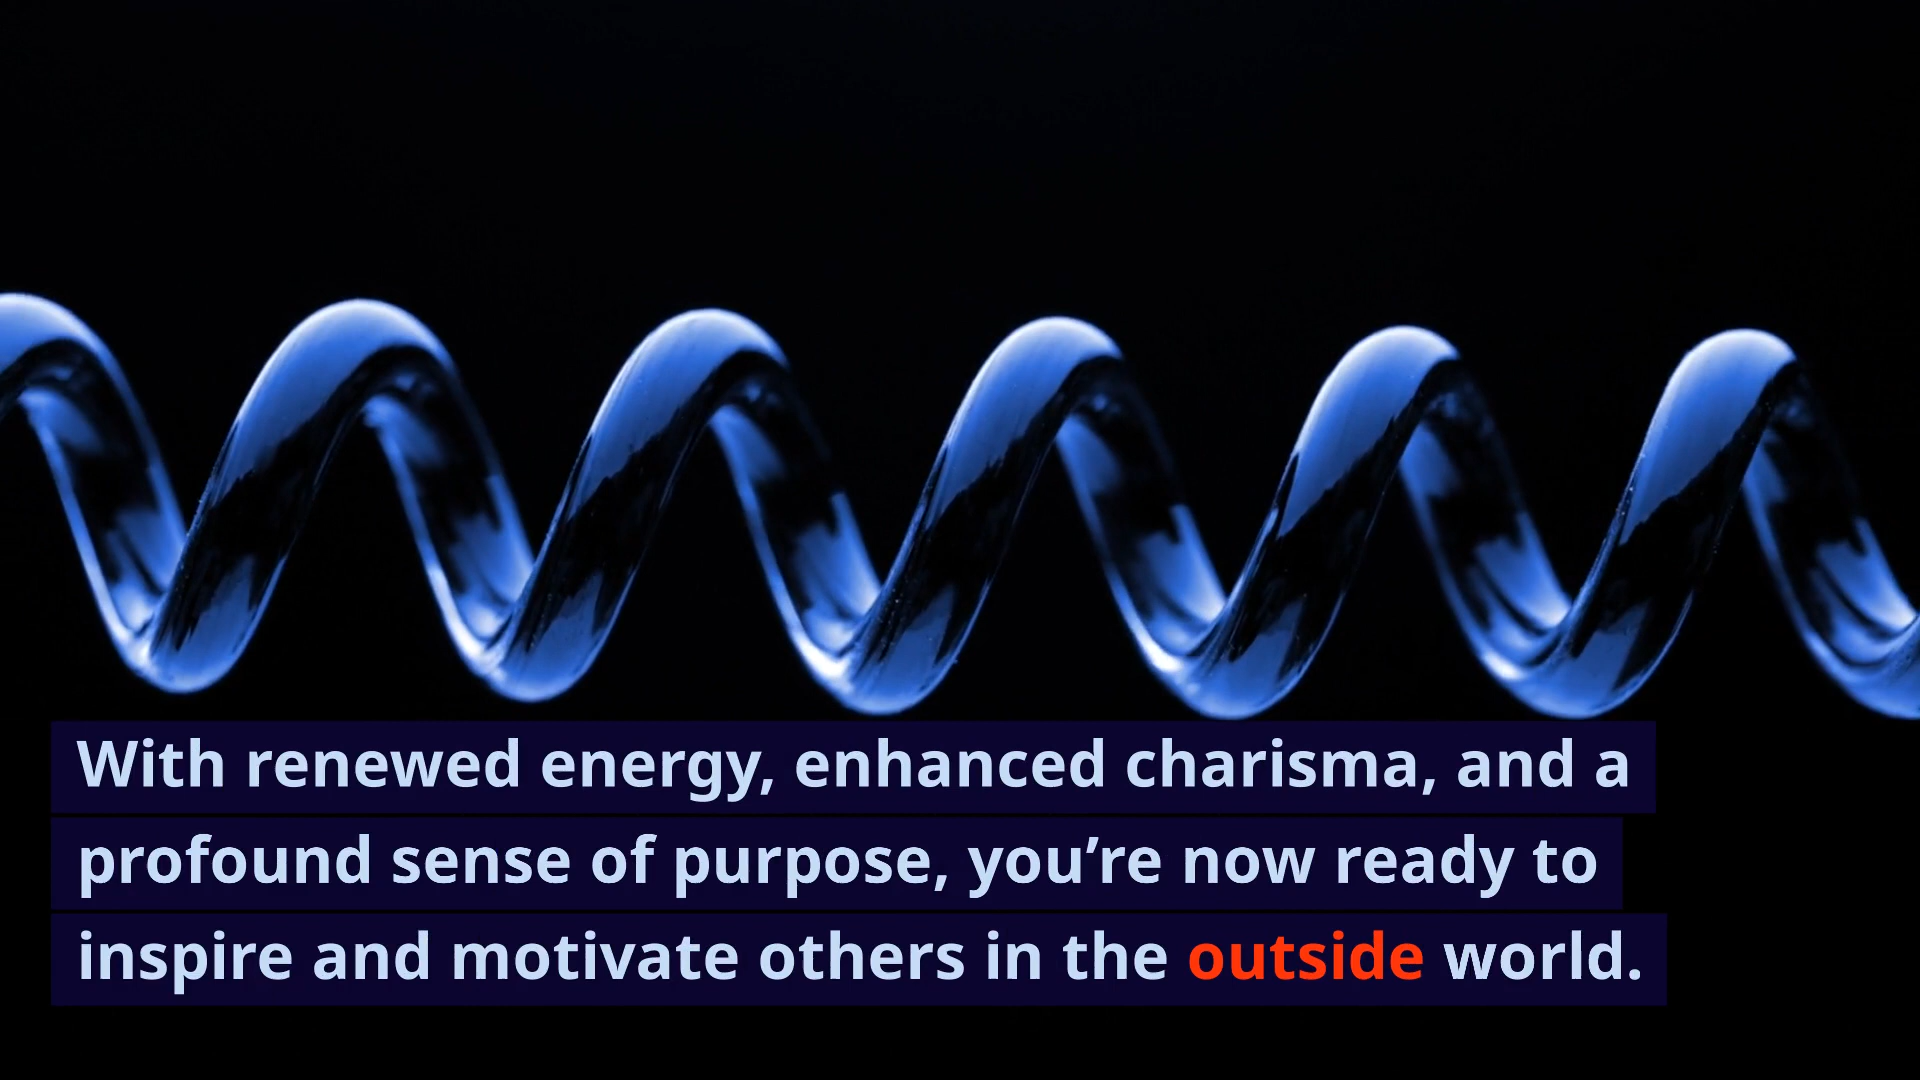 With renewed energy, enhanced charisma, and a
profound sense of purpose, you’re now ready to
inspire and motivate others in the outside world.